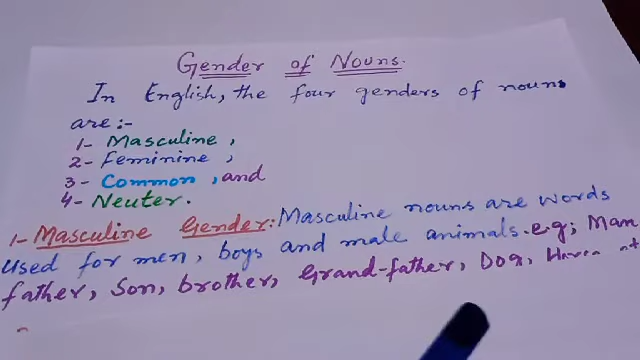 Gender of Nouns.
In English, the four genders of nouns
are:-
1- Masculine,
2- Feminine,
3- Common, and
4- Neuter.
1- Masculine Gender: Masculine nouns are words
used for men, boys and male animals. e.g; Man
father, Son, brother, Grand-father, Dog,